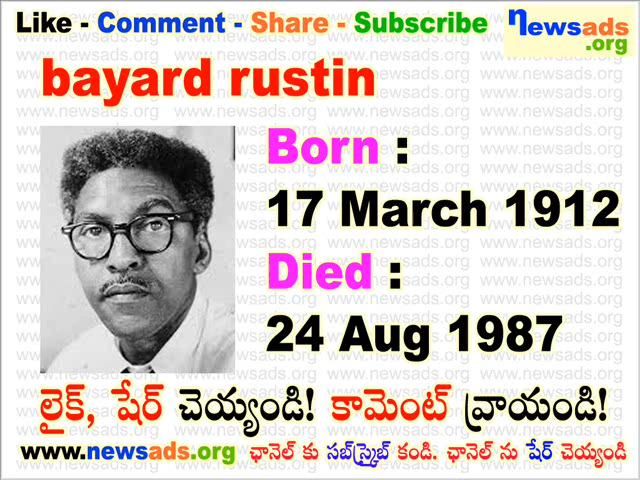 Like - Comment - Share - Subscribe
newsads
.org
bayard rustin
Born :
17 March 1912
Died :
24 Aug 1987
లైక్, షేర్ చెయ్యండి! కామెంట్ వ్రాయండి!
www.newsads.org ఛానెల్ కు సబ్‌స్క్రైబ్ కండి. ఛానెల్ ను షేర్ చెయ్యండి